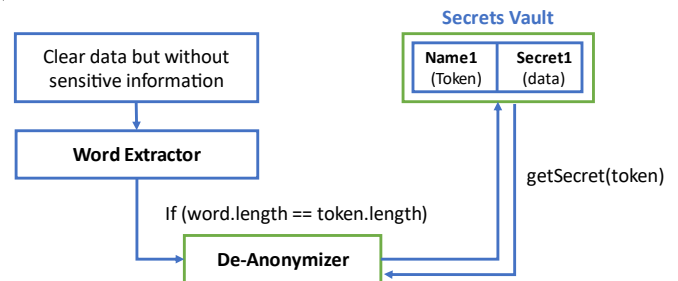 Secrets Vault
Clear data but without
sensitive information
Name1
(Token)
Secret1
(data)
Word Extractor
getSecret(token)
If (word.length == token.length)
De-Anonymizer